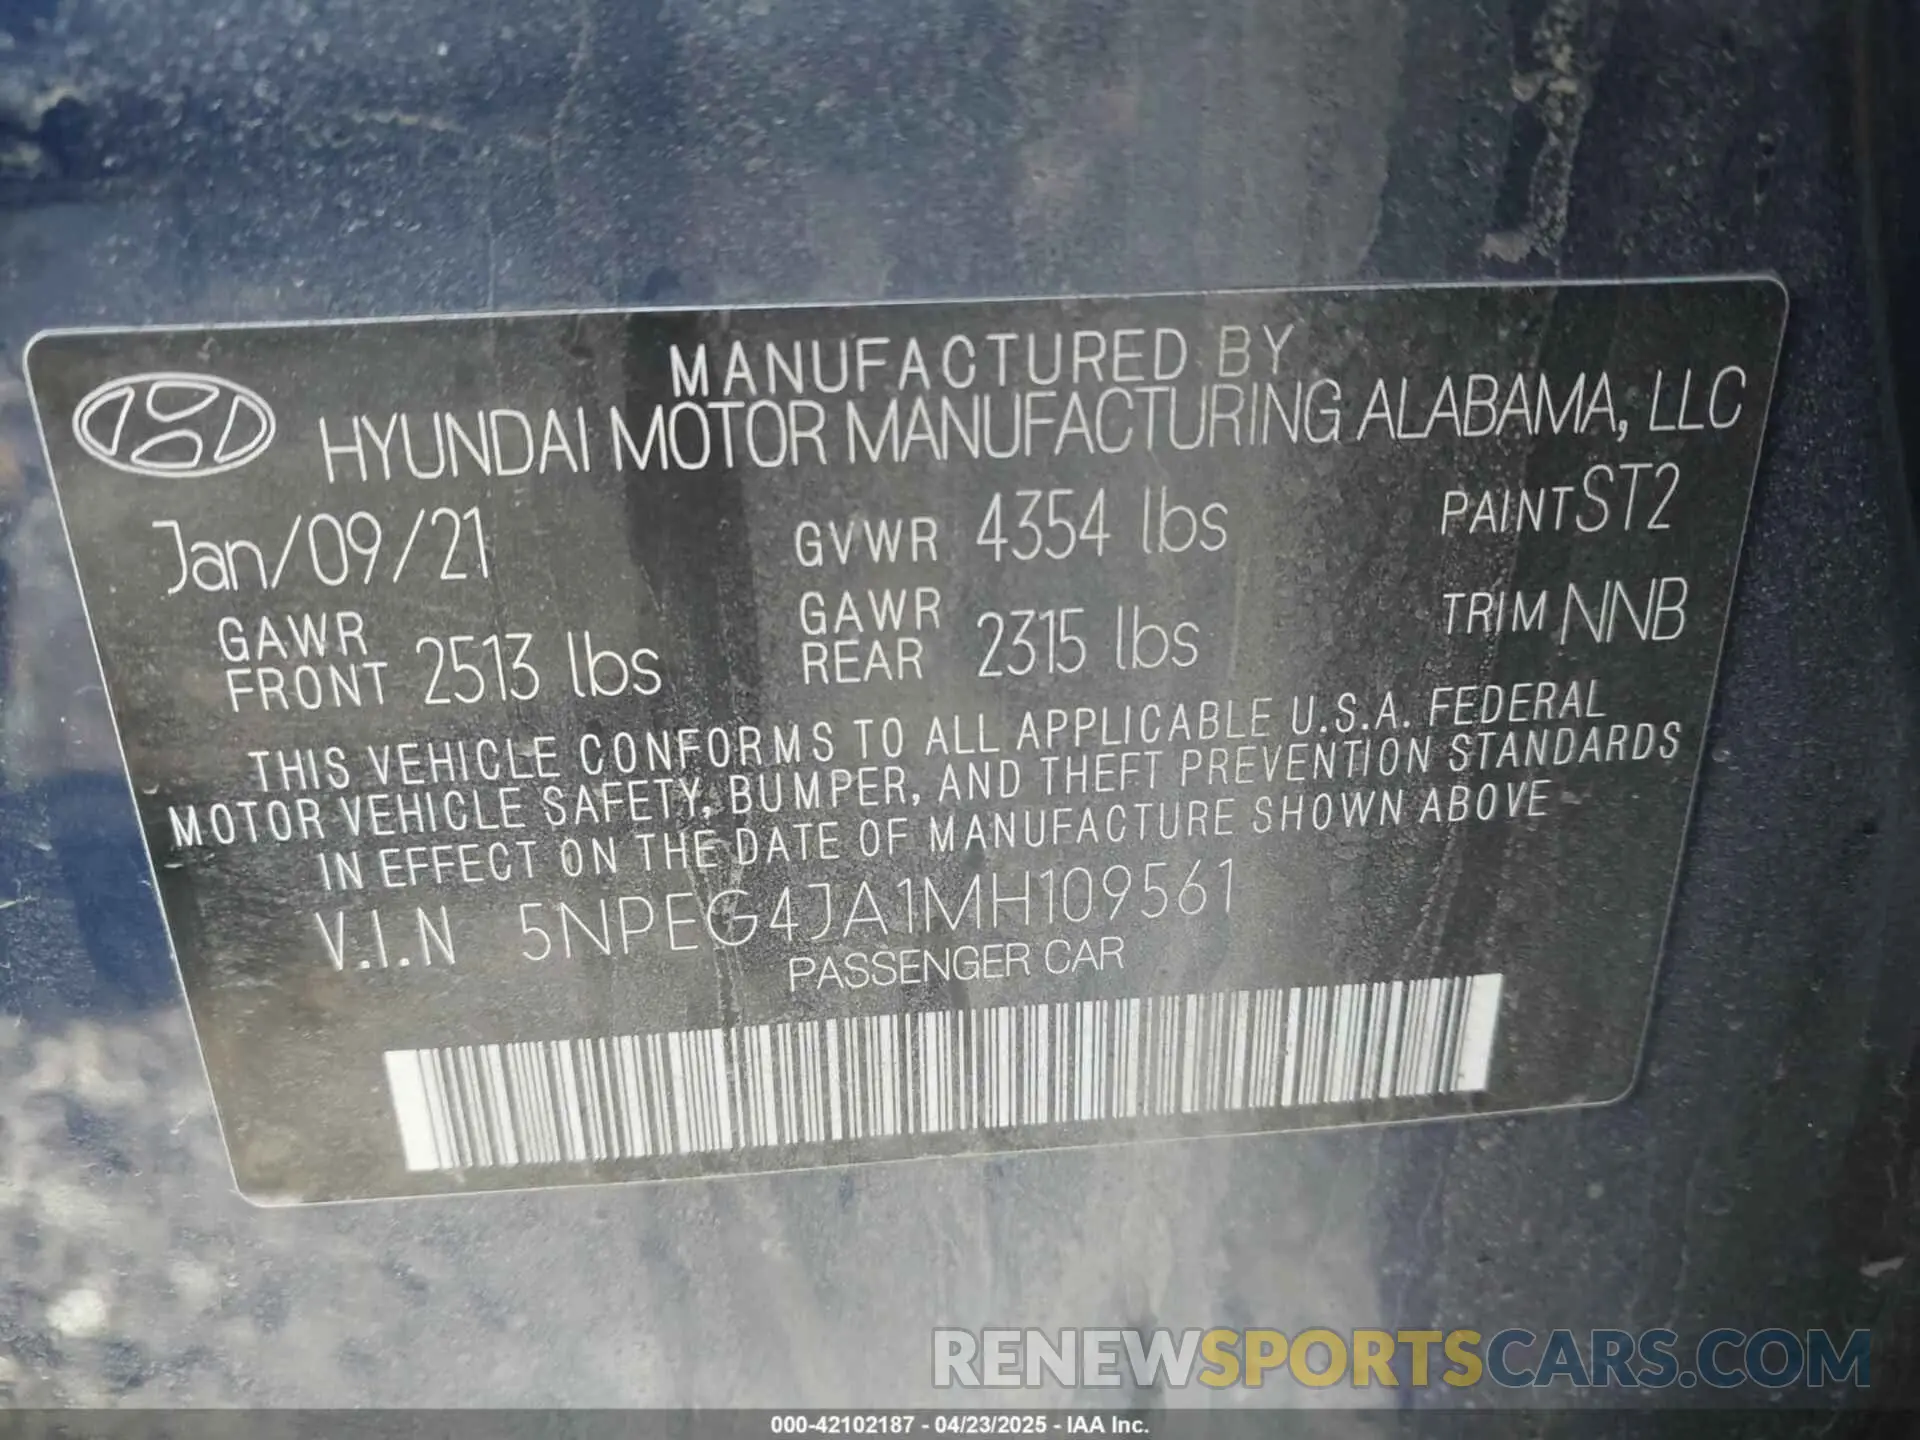 MANUFACTURED BY
HYUNDAI MOTOR MANUFACTURING ALABAMA, LLC
Jan/09/21 GVWR 4354 lbs PAINT ST2
GAWR FRONT 2513 lbs GAWR REAR 2315 lbs TRIM NNB
THIS VEHICLE CONFORMS TO ALL APPLICABLE U.S.A. FEDERAL
MOTOR VEHICLE SAFETY, BUMPER, AND THEFT PREVENTION STANDARDS
IN EFFECT ON THE DATE OF MANUFACTURE SHOWN ABOVE
V.I.N 5NPEG4JA1MH109561
PASSENGER CAR
RENEWSPORTSCARS.COM
000-42102187 - 04/23/2025 - IAA Inc.